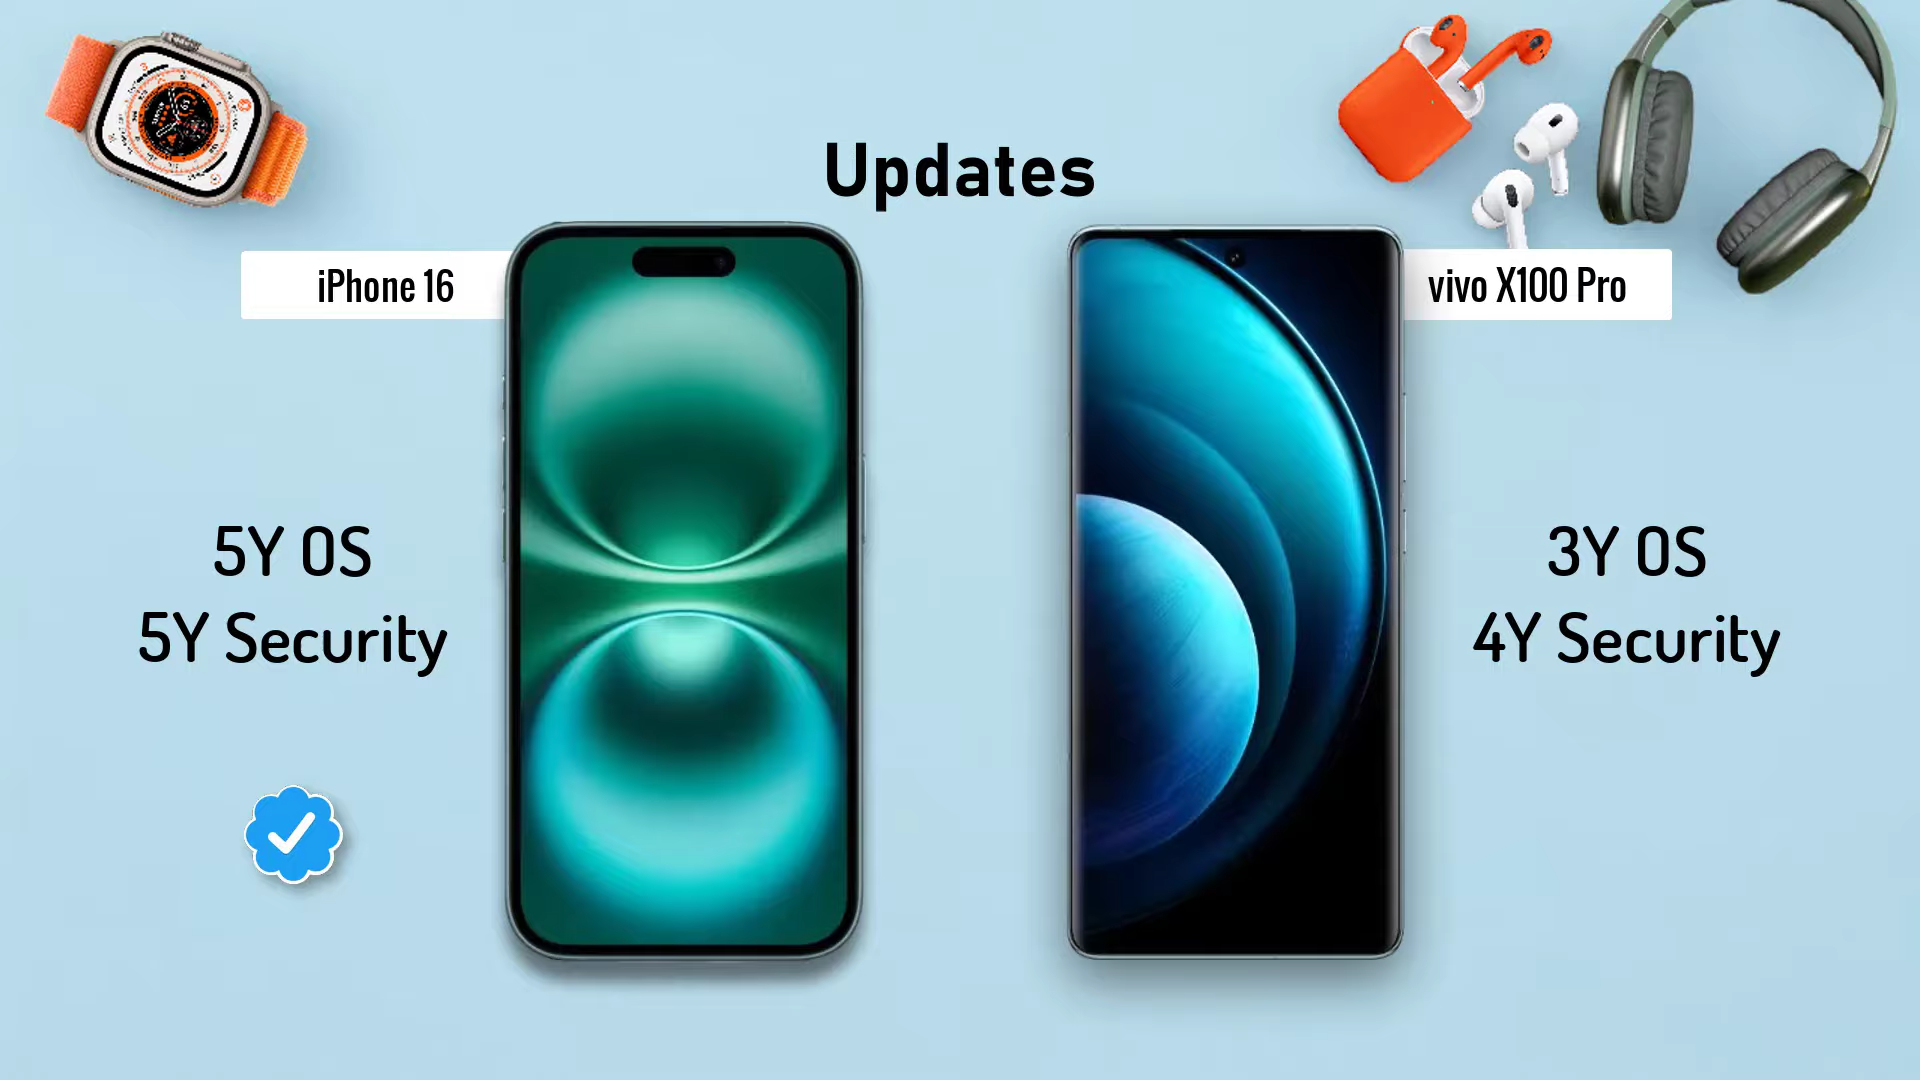 Updates
iPhone 16
vivo X100 Pro
5Y OS
5Y Security
3Y OS
4Y Security